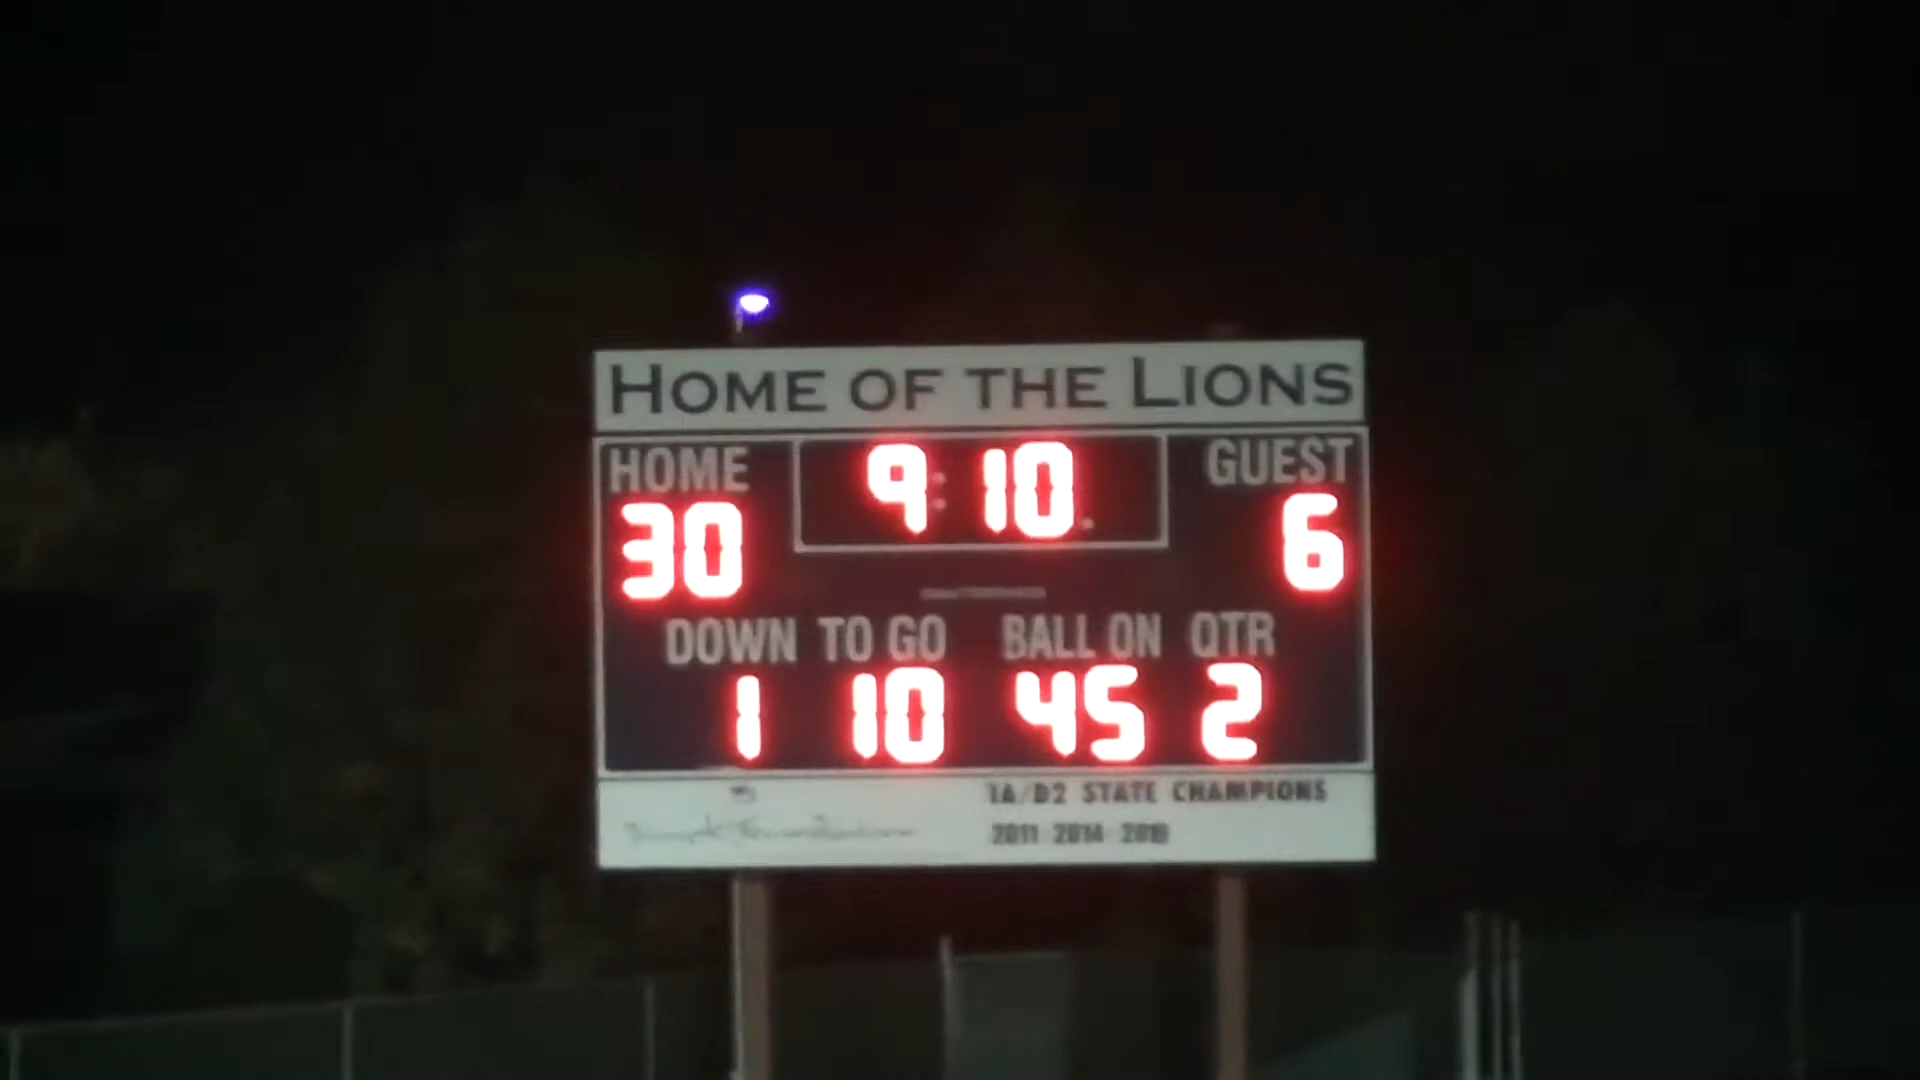 HOME OF THE LIONS
HOME 9:10 GUEST
30 6
DOWN TO GO BALL ON QTR
1 10 45 2
1A/D2 STATE CHAMPIONS
2011 2014